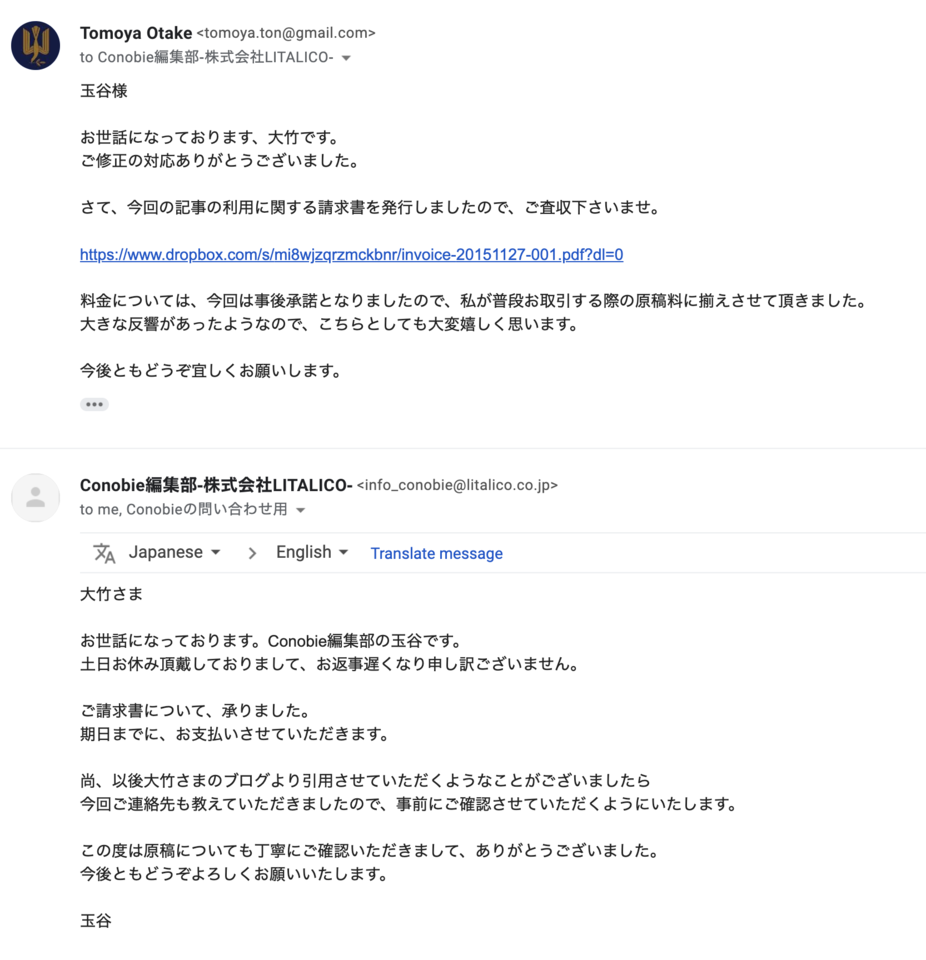 Tomoya Otake <tomoya.ton@gmail.com>
to Conobie編集部-株式会社LITALICO-
玉谷様
お世話になっております、大竹です。
ご修正の対応ありがとうございました。
さて、今回の記事の利用に関する請求書を発行しましたので、ご査収下さいませ。
https://www.dropbox.com/s/mi8wjzqrzmckbnr/invoice-20151127-001.pdf?dl=0
料金については、今回は事後承諾となりましたので、私が普段お取引する際の原稿料に揃えさせて頂きました。
大きな反響があったようなので、こちらとしても大変嬉しく思います。
今後ともどうぞ宜しくお願いします。
Conobie編集部-株式会社LITALICO- <info_conobie@litalico.co.jp>
to me, Conobieの問い合わせ用
Japanese > English Translate message
大竹さま
お世話になっております。Conobie編集部の玉谷です。
土日お休み頂戴しておりまして、お返事遅くなり申し訳ございません。
ご請求書について、承りました。
期日までに、お支払いさせていただきます。
尚、以後大竹さまのブログより引用させていただくようなことがございましたら
今回ご連絡先も教えていただきましたので、事前にご確認させていただくようにいたします。
この度は原稿についても丁寧にご確認いただきまして、ありがとうございました。
今後ともどうぞよろしくお願いいたします。
玉谷